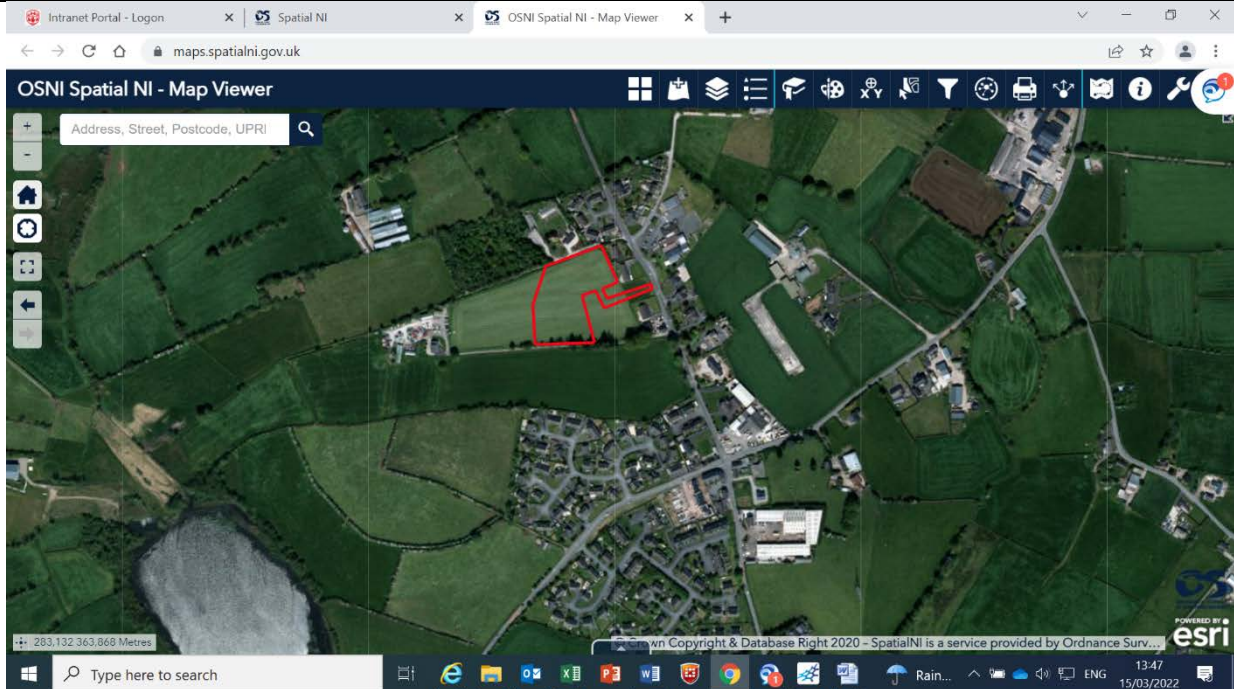 Intranet Portal - Logon
Spatial NI
OSNI Spatial NI - Map Viewer
maps.spatialni.gov.uk
OSNI Spatial NI - Map Viewer
1
Address, Street, Postcode, UPRI
283,132 363,868 Metres
Crown Copyright & Database Right 2020 - SpatialNI is a service provided by Ordnance Surv...
POWERED BY
esri
Type here to search
1
Rain...
ENG
13:47
15/03/2022